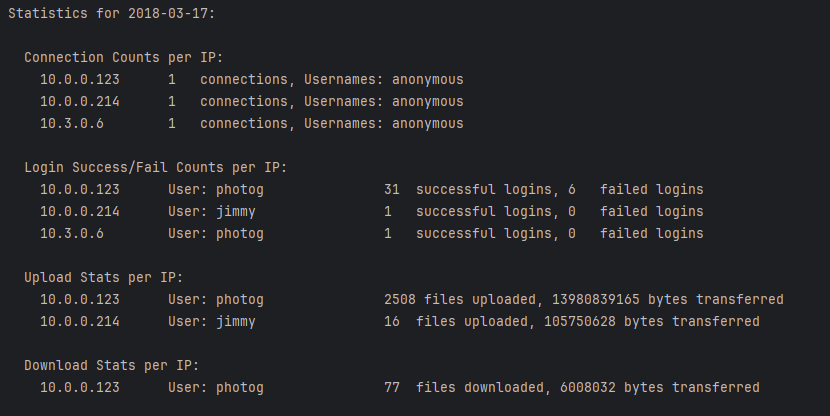 Statistics for 2018-03-17:
Connection Counts per IP:
10.0.0.123 1 connections, Usernames: anonymous
10.0.0.214 1 connections, Usernames: anonymous
10.3.0.6 1 connections, Usernames: anonymous
Login Success/Fail Counts per IP:
10.0.0.123 User: photog 31 successful logins, 6 failed logins
10.0.0.214 User: jimmy 1 successful logins, 0 failed logins
10.3.0.6 User: photog 1 successful logins, 0 failed logins
Upload Stats per IP:
10.0.0.123 User: photog 2508 files uploaded, 13980839165 bytes transferred
10.0.0.214 User: jimmy 16 files uploaded, 105750628 bytes transferred
Download Stats per IP:
10.0.0.123 User: photog 77 files downloaded, 6008032 bytes transferred